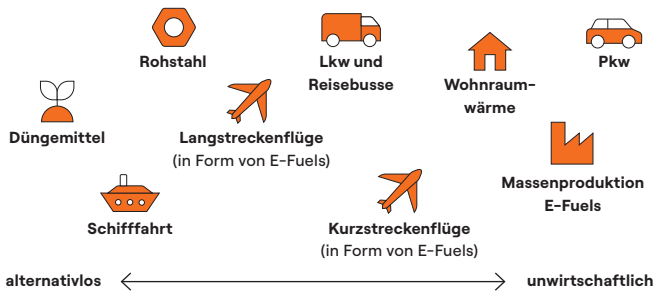 Rohstahl
Lkw und
Reisebusse
Wohnraum-
wärme
Pkw
Düngemittel
Langstreckenflüge
(in Form von E-Fuels)
Massenproduktion
E-Fuels
Schifffahrt
Kurzstreckenflüge
(in Form von E-Fuels)
alternativlos
unwirtschaftlich